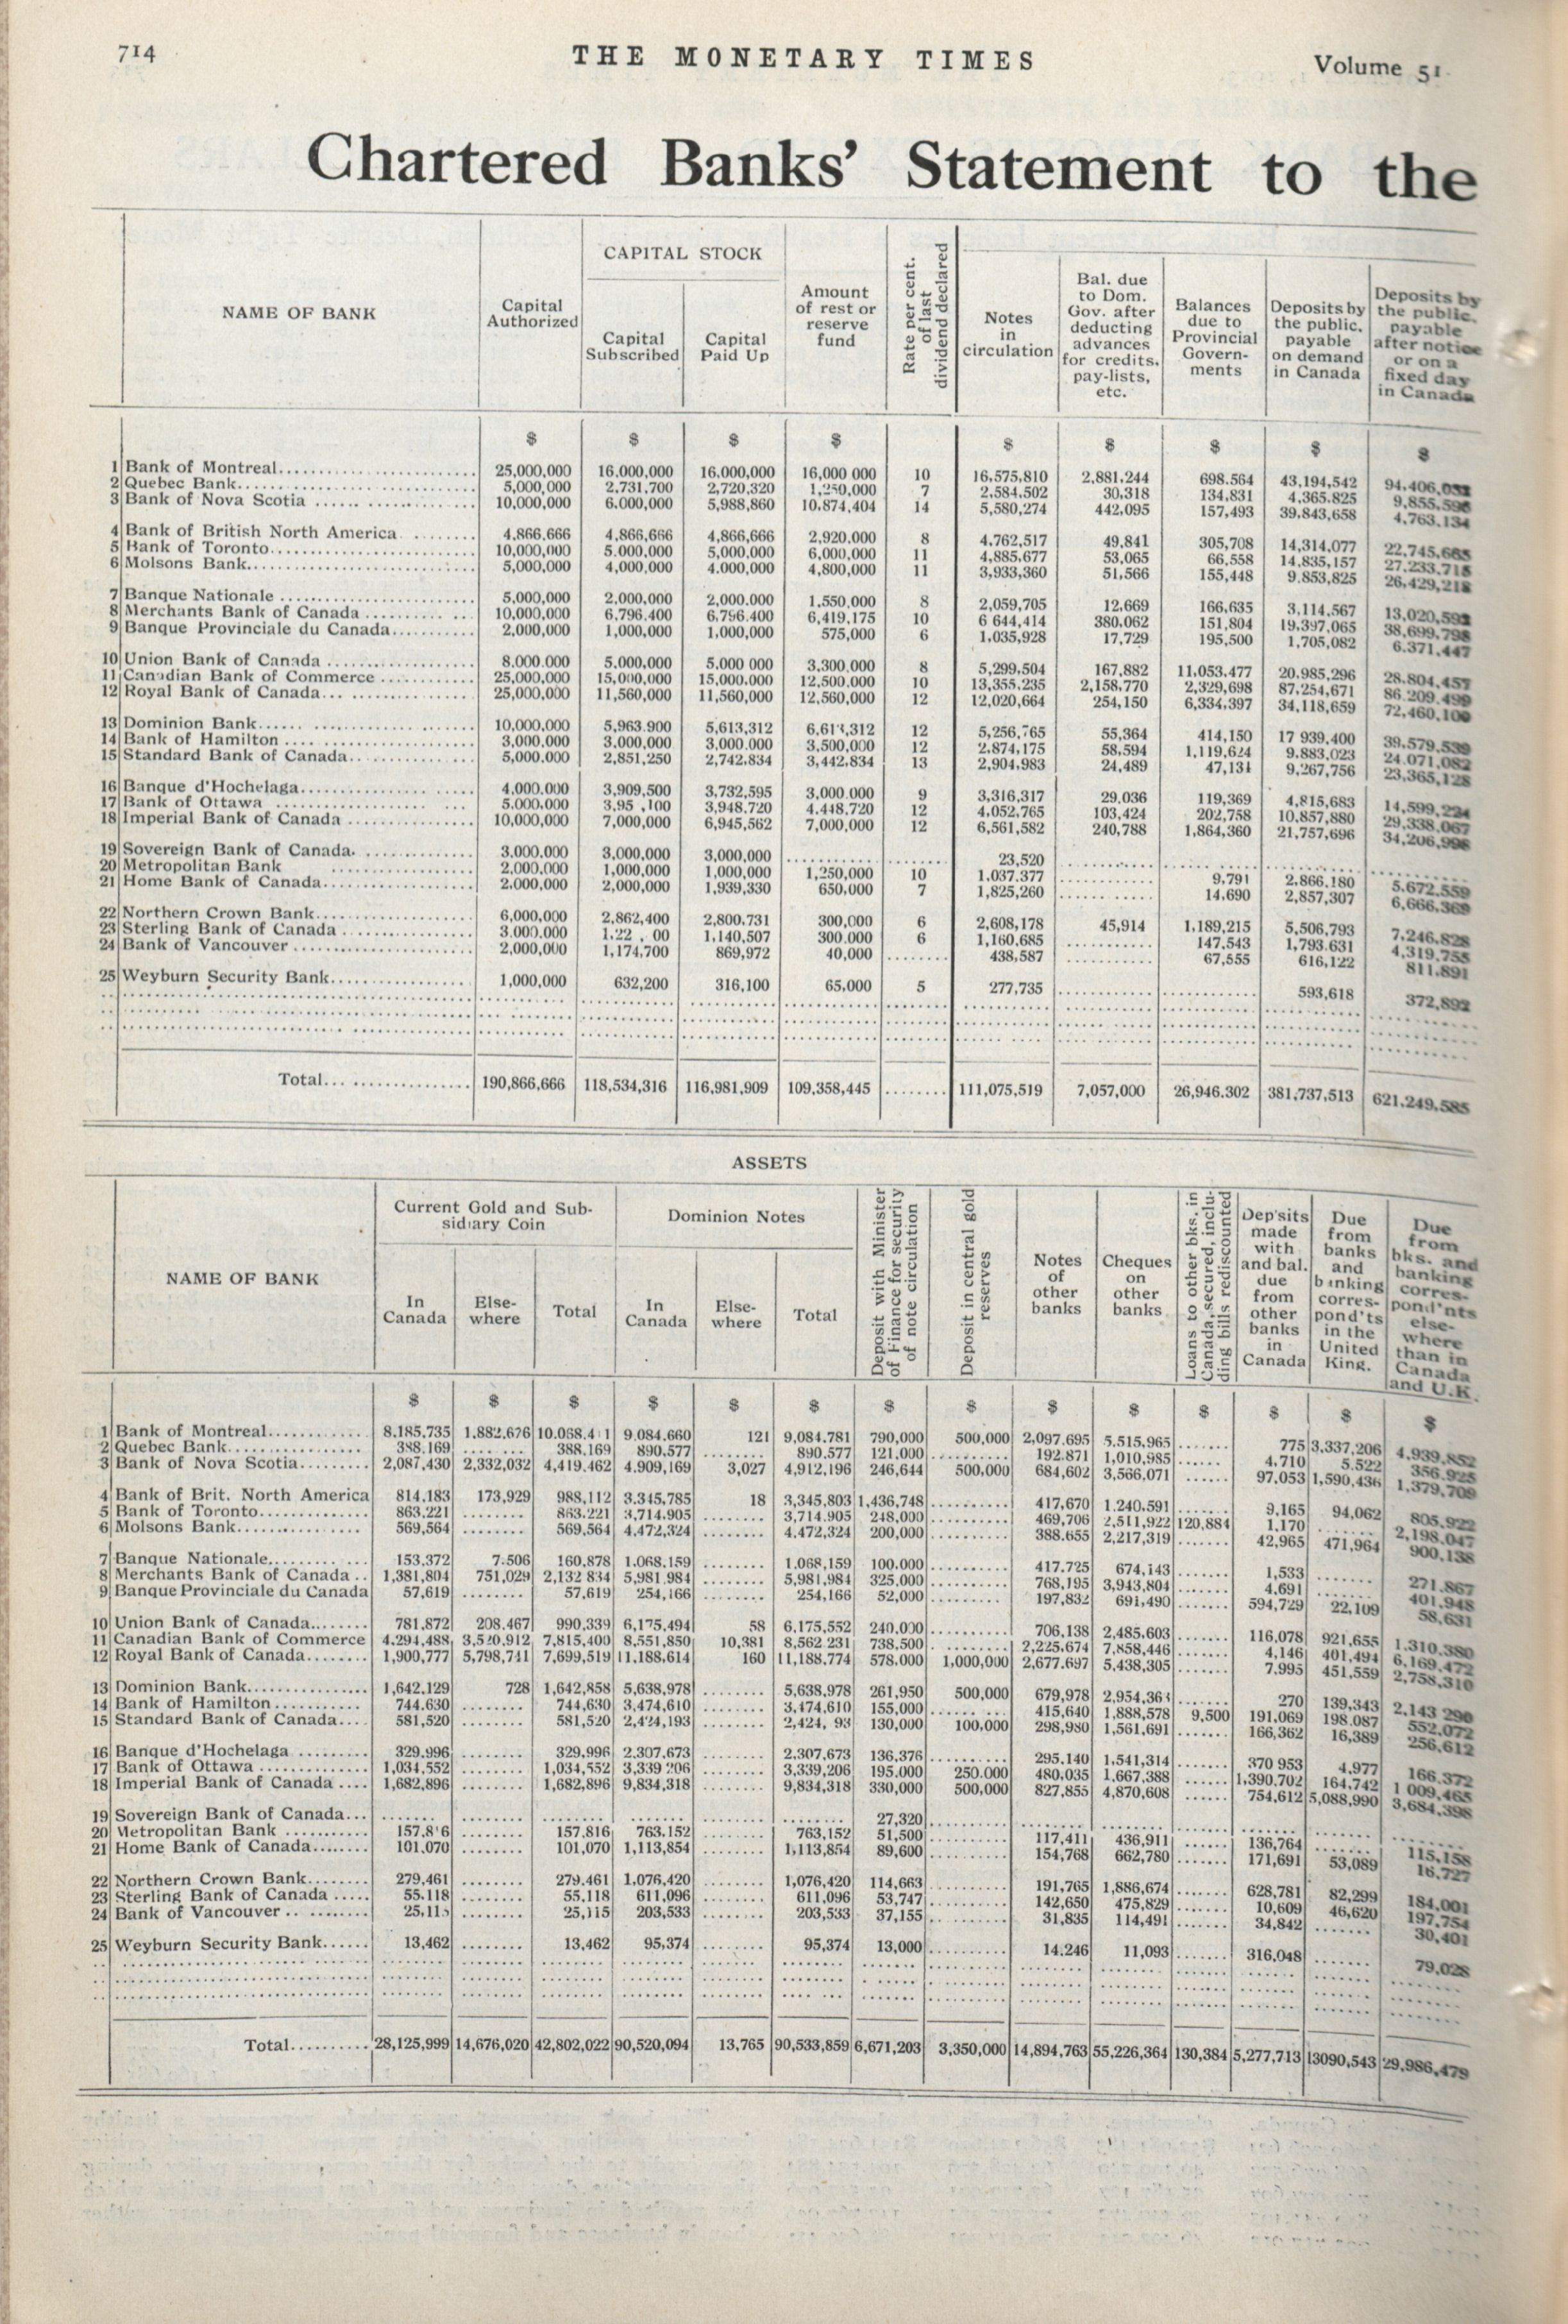 714
THE MONETARY TIMES
Volume 51
Chartered Banks' Statement to the
NAME OF BANK
Capital Authorized
CAPITAL STOCK
Capital Subscribed
Capital Paid Up
Amount of rest or reserve fund
Rate per cent. of last dividend declared
Notes in circulation
Bal. due to Dom. Gov. after deducting advances for credits, pay-lists, etc.
Balances due to Provincial Govern-ments
Deposits by the public, payable on demand in Canada
Deposits by the public, payable after notice or on a fixed day in Canada
$ $ $ $ $ $ $ $ $
1 Bank of Montreal 25,000,000 16,000,000 16,000,000 16,000 000 10 16,575,810 2,881,244 698,564 43,194,542
2 Quebec Bank 5,000,000 2,731,700 2,720,320 1,250,000 7 2,584,502 30,318 134,831 4,365,825
3 Bank of Nova Scotia 10,000,000 6,000,000 5,988,860 10,874,404 14 5,580,274 442,095 157,493 39,843,658 4,763,134
4 Bank of British North America 4,866,666 4,866,666 4,866,666 2,920,000 8 4,762,517 49,841 305,708 14,314,077 22,745,665
5 Bank of Toronto 10,000,000 5,000,000 5,000,000 6,000,000 11 4,885,677 53,065 66,558 14,835,157 27,233,718
6 Molsons Bank 5,000,000 4,000,000 4,000,000 4,800,000 11 3,933,360 51,566 155,448 9,853,825 26,429,218
7 Banque Nationale 5,000,000 2,000,000 2,000,000 1,550,000 8 2,059,705 12,669 166,635 3,114,567 13,020,592
8 Merchants Bank of Canada 10,000,000 6,796,400 6,796,400 6,419,175 10 6 644,414 380,062 151,804 19,397,065 38,699,798
9 Banque Provinciale du Canada 2,000,000 1,000,000 1,000,000 575,000 6 1,035,928 17,729 195,500 1,705,082 6,371,447
10 Union Bank of Canada 8,000,000 5,000,000 5,000 000 3,300,000 8 5,299,504 167,882 11,053,477 20,985,296 28,804,457
11 Canadian Bank of Commerce 25,000,000 15,000,000 15,000,000 12,500,000 10 13,355,235 2,158,770 2,329,698 87,254,671 86,209,499
12 Royal Bank of Canada 25,000,000 11,560,000 11,560,000 12,560,000 12 12,020,664 254,150 6,334,397 34,118,659 72,460,100
13 Dominion Bank 10,000,000 5,963,900 5,613,312 6,613,312 12 5,256,765 55,364 414,150 17 939,400 39,579,539
14 Bank of Hamilton 3,000,000 3,000,000 3,000,000 3,500,000 12 2,874,175 58,594 1,119,624 9,883,023 24,071,082
15 Standard Bank of Canada 5,000,000 2,851,250 2,742,834 3,442,834 13 2,904,983 24,489 47,131 9,267,756 23,365,128
16 Banque d'Hochelaga 4,000,000 3,909,500 3,732,595 3,000,000 9 3,316,317 29,036 119,369 4,815,683 14,599,224
17 Bank of Ottawa 5,000,000 3,95 ,100 3,948,720 4,448,720 12 4,052,765 103,424 202,758 10,857,880 29,338,067
18 Imperial Bank of Canada 10,000,000 7,000,000 6,945,562 7,000,000 12 6,561,582 240,788 1,864,360 21,757,696 34,206,996
19 Sovereign Bank of Canada 3,000,000 3,000,000 3,000,000 23,520
20 Metropolitan Bank 2,000,000 1,000,000 1,000,000 1,250,000 10 1,037,377 9,791 2,866,180 5,672,559
21 Home Bank of Canada 2,000,000 2,000,000 1,939,330 650,000 7 1,825,260 14,690 2,857,307 6,666,369
22 Northern Crown Bank 6,000,000 2,862,400 2,800,731 300,000 6 2,608,178 45,914 1,189,215 5,506,793 7,246,828
23 Sterling Bank of Canada 3,000,000 1,22 , 00 1,140,507 300,000 6 1,160,685 147,543 1,793,631 4,319,755
24 Bank of Vancouver 2,000,000 1,174,700 869,972 40,000 438,587 67,555 616,122 811,891
25 Weyburn Security Bank 1,000,000 632,200 316,100 65,000 5 277,735 593,618 372,892
Total 190,866,666 118,534,316 116,981,909 109,358,445 111,075,519 7,057,000 26,946,302 381,737,513 621,249,585
ASSETS
NAME OF BANK
Current Gold and Sub-sidiary Coin
In Canada
Else-where
Total
Dominion Notes
In Canada
Else-where
Total
Deposit with Minister of Finance for security of note circulation
Deposit in central gold reserves
Notes of other banks
Cheques on other banks
Loans to other bks. in Canada, secured, inclu-ding bills rediscounted
Dep'sits made with and bal. due from other banks in Canada
Due from banks and banking corres-pond'ts in the United King.
Due from bks. and banking corres-pond'nts else-where than in Canada and U.K.
$ $ $ $ $ $ $ $ $ $ $ $ $ $
1 Bank of Montreal 8,185,735 1,882,676 10,068,4 1 9,084,660 121 9,084,781 790,000 500,000 2,097,695 5,515,965 775 3,337,206 4,939,852
2 Quebec Bank 388,169 388,169 890,577 890,577 121,000 192,871 1,010,985 4,710 5,522 356,925
3 Bank of Nova Scotia 2,087,430 2,332,032 4,419,462 4,909,169 3,027 4,912,196 246,644 500,000 684,602 3,566,071 97,053 1,590,436 1,379,709
4 Bank of Brit. North America 814,183 173,929 988,112 3,345,785 18 3,345,803 1,436,748 417,670 1,240,591 9,165 94,062 805,922
5 Bank of Toronto 863,221 863,221 3,714,905 3,714,905 248,000 469,706 2,511,922 120,884 1,170 2,198,047
6 Molsons Bank 569,564 569,564 4,472,324 4,472,324 200,000 388,655 2,217,319 42,965 471,964 900,138
7 Banque Nationale 153,372 7,506 160,878 1,068,159 1,068,159 100,000 417,725 674,143 1,533 271,867
8 Merchants Bank of Canada 1,381,804 751,029 2,132 834 5,981,984 5,981,984 325,000 768,195 3,943,804 4,691 401,948
9 Banque Provinciale du Canada 57,619 57,619 254,166 254,166 52,000 197,832 691,490 594,729 22,109 58,631
10 Union Bank of Canada 781,872 208,467 990,339 6,175,494 58 6,175,552 240,000 706,138 2,485,603 116,078 921,655 1,310,380
11 Canadian Bank of Commerce 4,294,488 3,520,912 7,815,400 8,551,850 10,381 8,562 231 738,500 2,225,674 7,858,446 4,146 401,494 6,169,472
12 Royal Bank of Canada 1,900,777 5,798,741 7,699,519 11,188,614 160 11,188,774 578,000 1,000,000 2,677,697 5,438,305 7,995 451,559 2,758,310
13 Dominion Bank 1,642,129 728 1,642,858 5,638,978 5,638,978 261,950 500,000 679,978 2,954,364 270 139,343 2,143 290
14 Bank of Hamilton 744,630 744,630 3,474,610 3,474,610 155,000 415,640 1,888,578 9,500 191,069 198,087 552,072
15 Standard Bank of Canada 581,520 581,520 2,424,193 2,424, 93 130,000 100,000 298,980 1,561,691 166,362 16,389 256,612
16 Banque d'Hochelaga 329,996 329,996 2,307,673 2,307,673 136,376 295,140 1,541,314 370 953 4,977 166,372
17 Bank of Ottawa 1,034,552 1,034,552 3,339 206 3,339,206 195,000 250,000 480,035 1,667,388 1,390,702 164,742 1 009,465
18 Imperial Bank of Canada 1,682,896 1,682,896 9,834,318 9,834,318 330,000 500,000 827,855 4,870,608 754,612 5,088,990 3,684,398
19 Sovereign Bank of Canada 27,320
20 Metropolitan Bank 157,8'6 157,816 763,152 763,152 51,500 117,411 436,911 136,764 115,158
21 Home Bank of Canada 101,070 101,070 1,113,854 1,113,854 89,600 154,768 662,780 171,691 53,089 16,727
22 Northern Crown Bank 279,461 279,461 1,076,420 1,076,420 114,663 191,765 1,886,674 628,781 82,299 184,001
23 Sterling Bank of Canada 55,118 55,118 611,096 611,096 53,747 142,650 475,829 10,609 46,620 197,754
24 Bank of Vancouver 25,115 25,115 203,533 203,533 37,155 31,835 114,491 34,842 30,401
25 Weyburn Security Bank 13,462 13,462 95,374 95,374 13,000 14,246 11,093 316,048 79,028
Total 28,125,999 14,676,020 42,802,022 90,520,094 13,765 90,533,859 6,671,203 3,350,000 14,894,763 55,226,364 130,384 5,277,713 13090,543 29,986,479